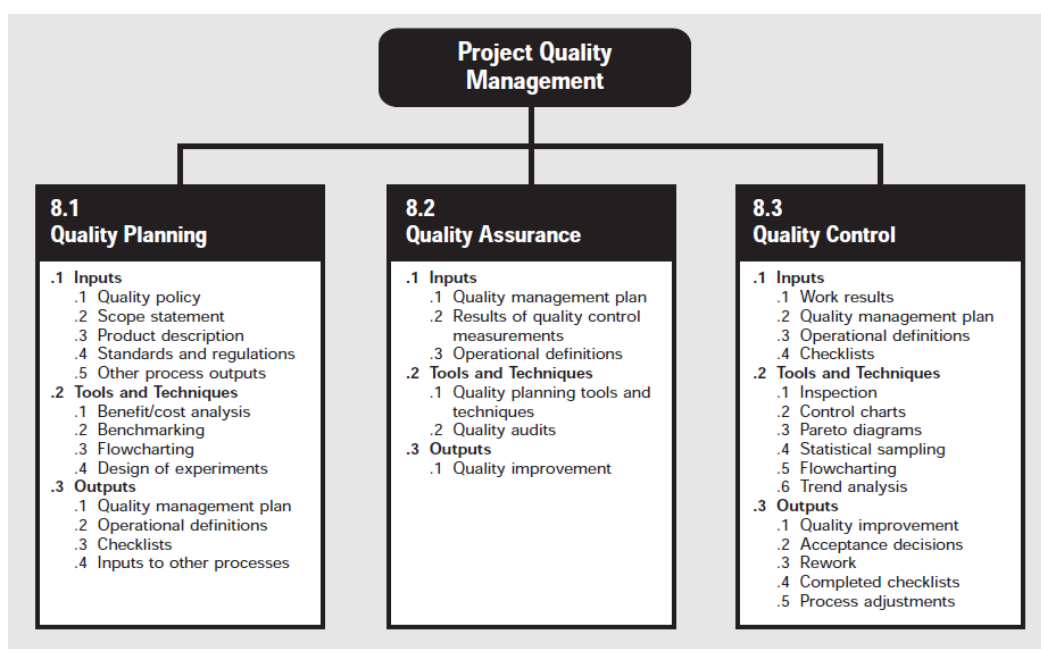 Project Quality
Management
8.1
Quality Planning
.1 Inputs
.1 Quality policy
.2 Scope statement
.3 Product description
.4 Standards and regulations
.5 Other process outputs
.2 Tools and Techniques
.1 Benefit/cost analysis
.2 Benchmarking
.3 Flowcharting
.4 Design of experiments
.3 Outputs
.1 Quality management plan
.2 Operational definitions
.3 Checklists
.4 Inputs to other processes
8.2
Quality Assurance
.1 Inputs
.1 Quality management plan
.2 Results of quality control
measurements
.3 Operational definitions
.2 Tools and Techniques
.1 Quality planning tools and
techniques
.2 Quality audits
.3 Outputs
.1 Quality improvement
8.3
Quality Control
.1 Inputs
.1 Work results
.2 Quality management plan
.3 Operational definitions
.4 Checklists
.2 Tools and Techniques
.1 Inspection
.2 Control charts
.3 Pareto diagrams
.4 Statistical sampling
.5 Flowcharting
.6 Trend analysis
.3 Outputs
.1 Quality improvement
.2 Acceptance decisions
.3 Rework
.4 Completed checklists
.5 Process adjustments